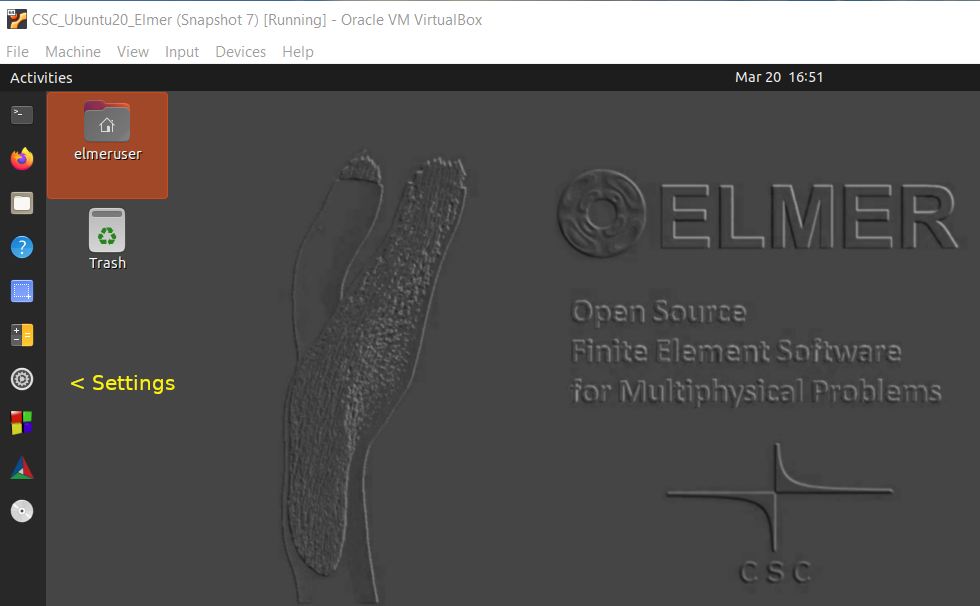 CSC_Ubuntu20_Elmer (Snapshot 7) [Running] - Oracle VM VirtualBox
File Machine View Input Devices Help
Activities Mar 20 16:51
elmeruser
Trash
< Settings
ELMER
Open Source
Finite Element Software
for Multiphysical Problems
C S C